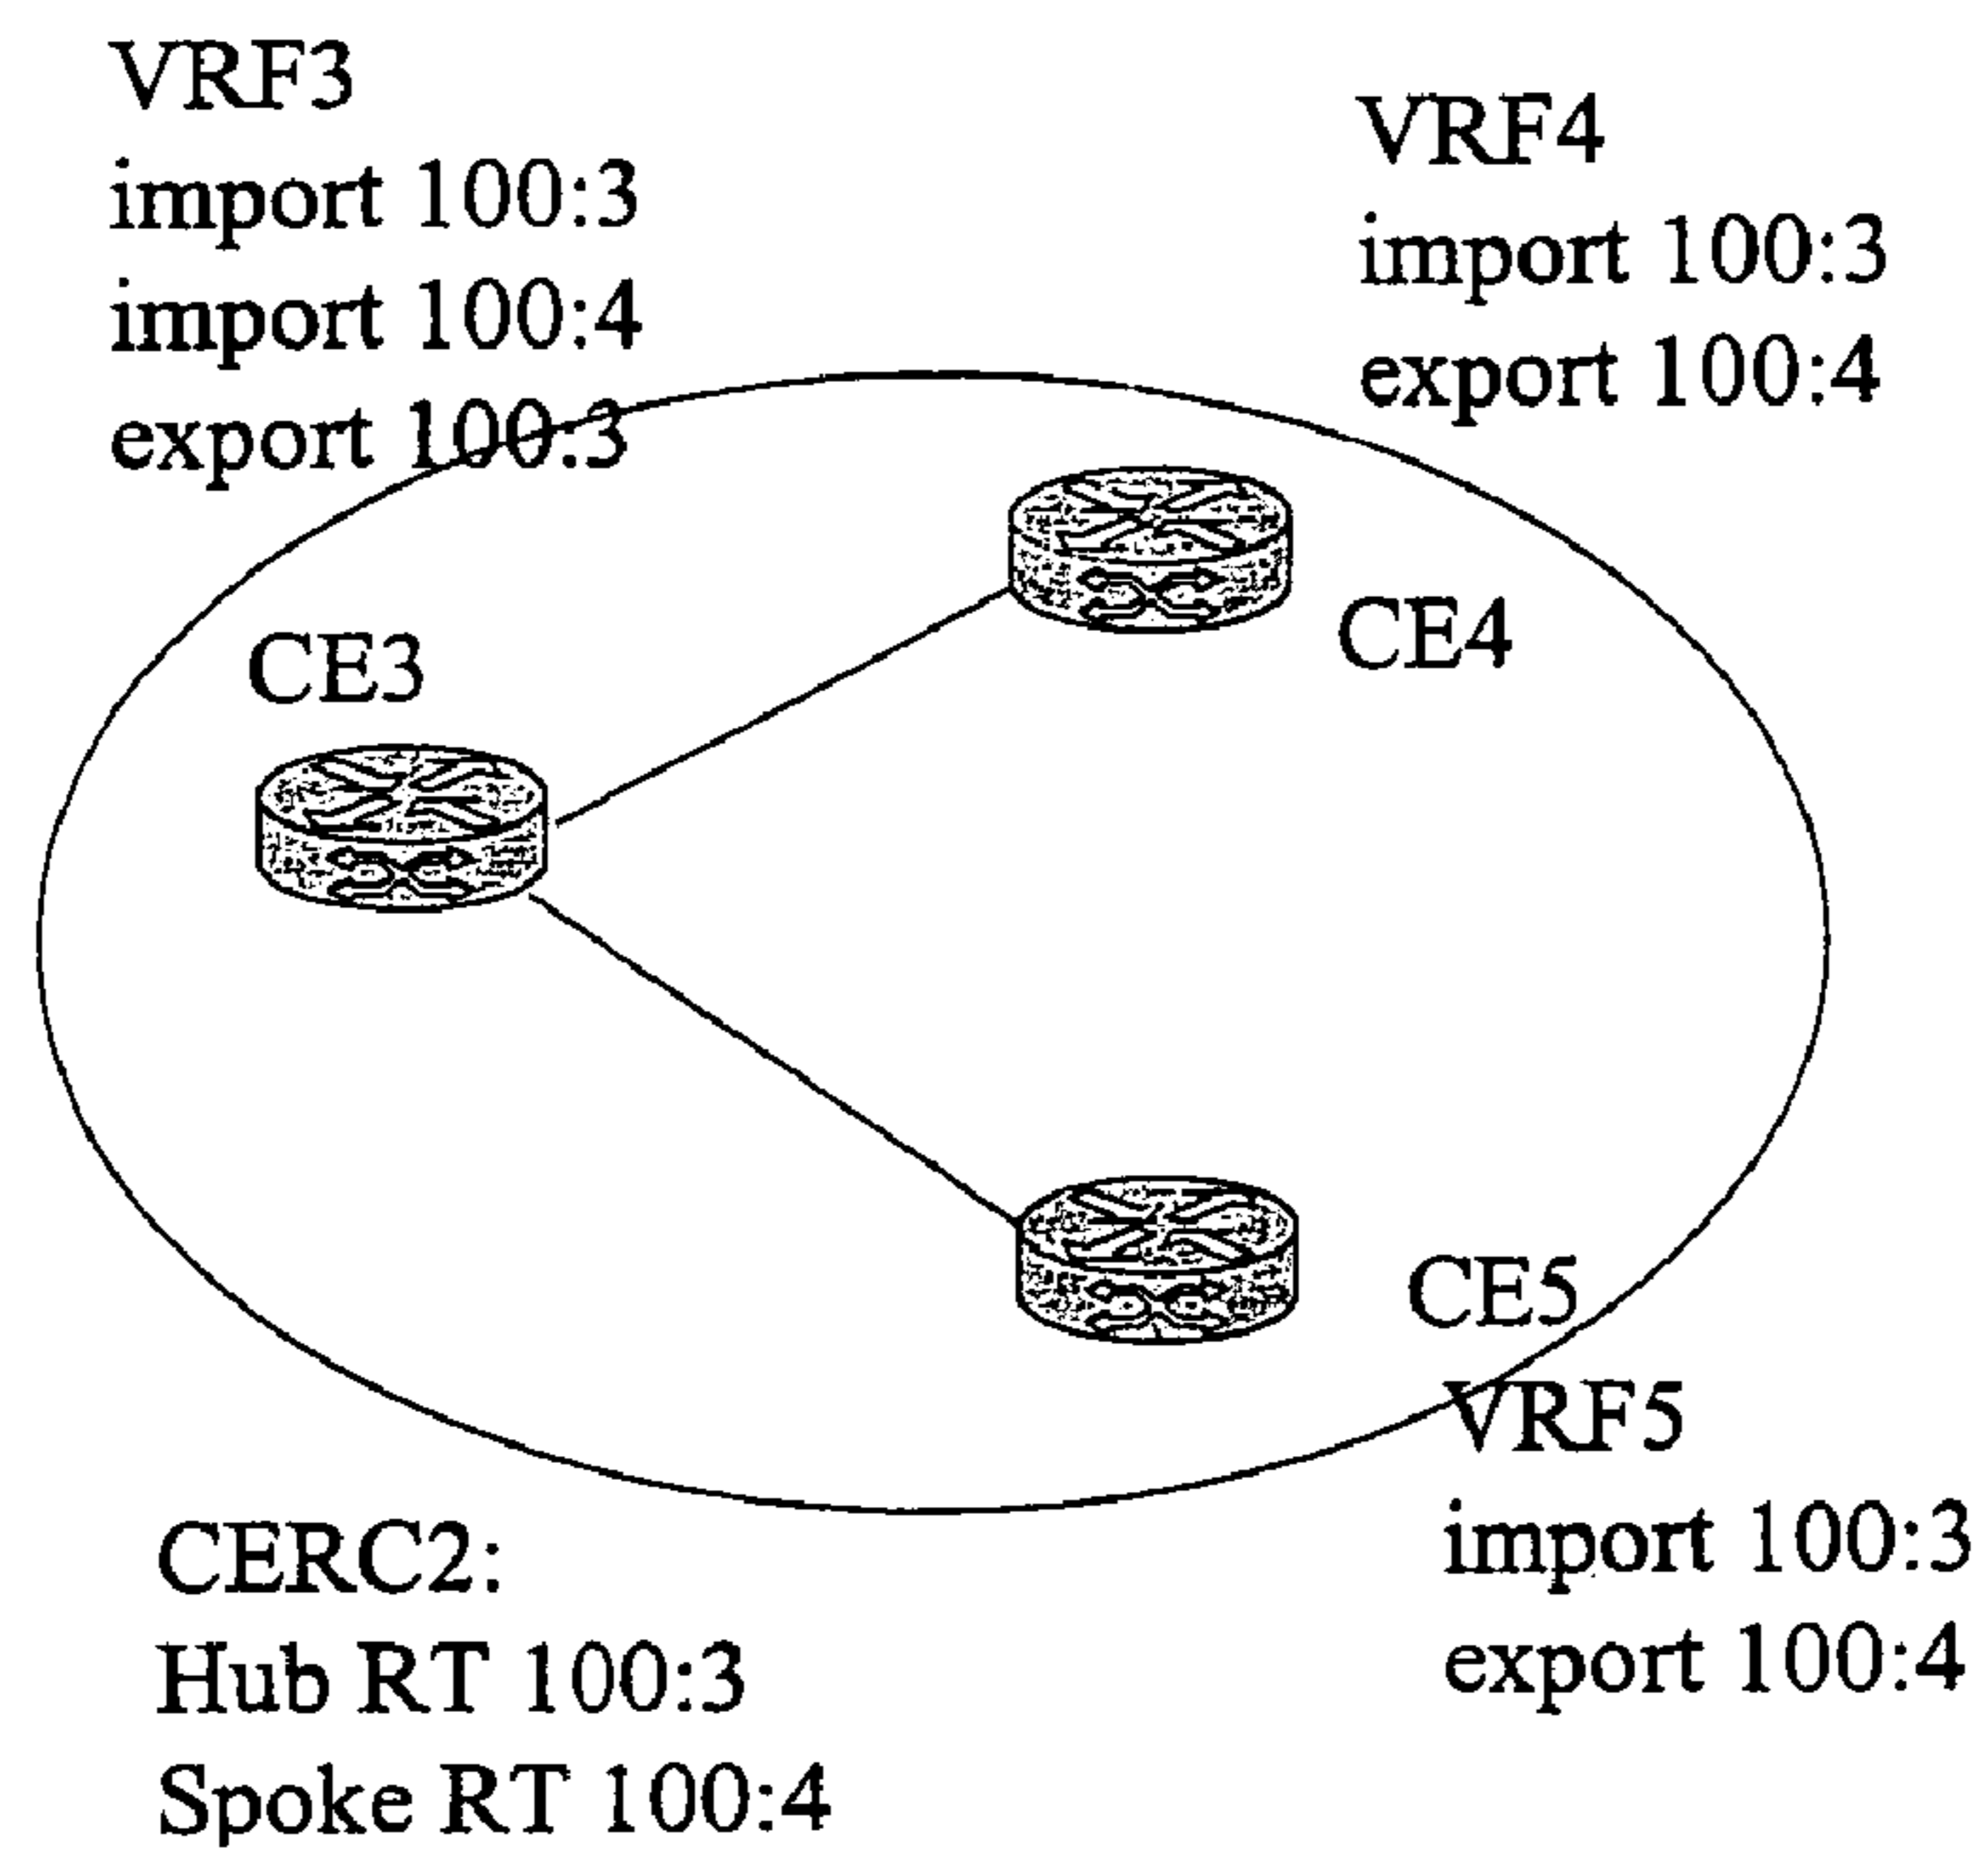 VRF3
import 100:3
import 100:4
export 100:3
VRF4
import 100:3
export 100:4
CE3
CE4
CE5
VRF5
import 100:3
export 100:4
CERC2:
Hub RT 100:3
Spoke RT 100:4